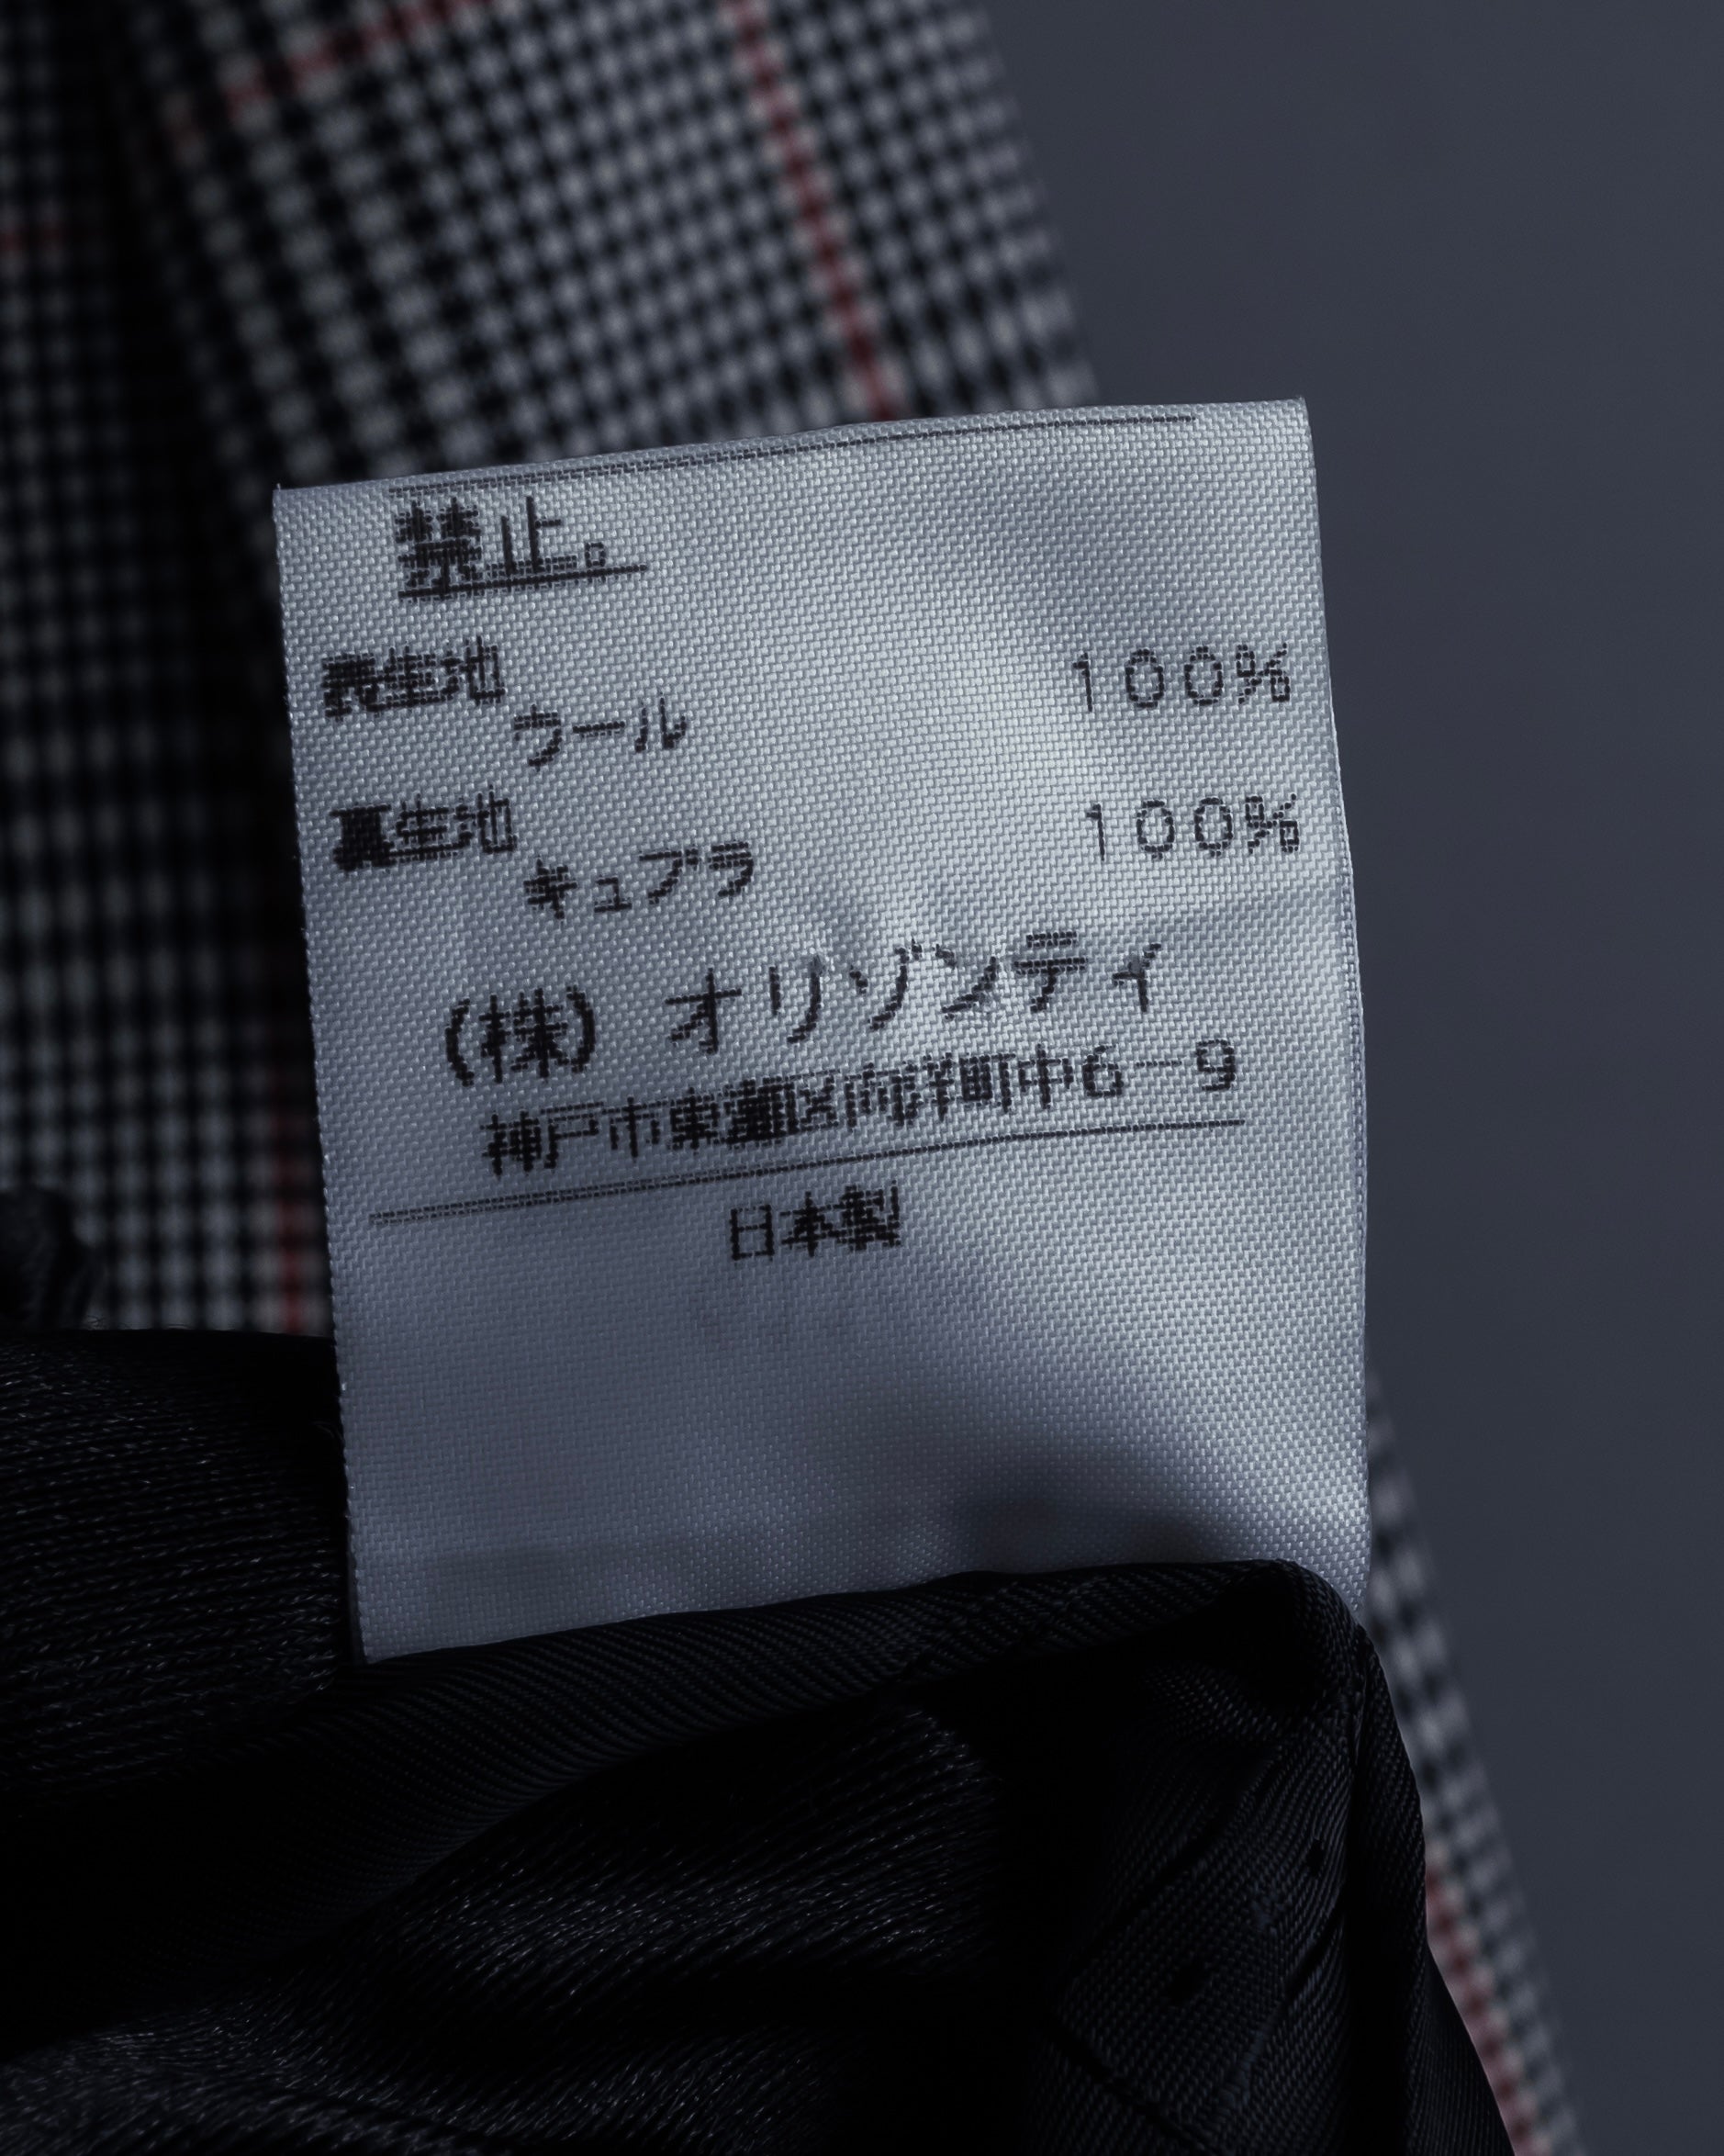 禁止。
表生地 100%
ウール
裏生地 100%
キュプラ
(株) オリゾンティ
神戸市東灘区向洋町中6-9
日本製